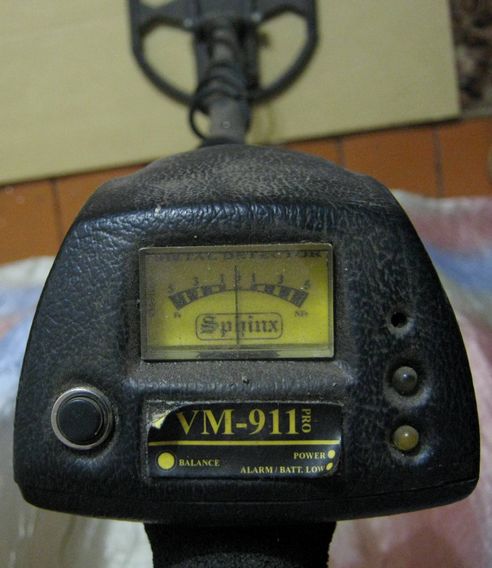 METAL DETECTOR
Sphinx
VM-911 PRO
BALANCE
POWER
ALARM / BATT. LOW